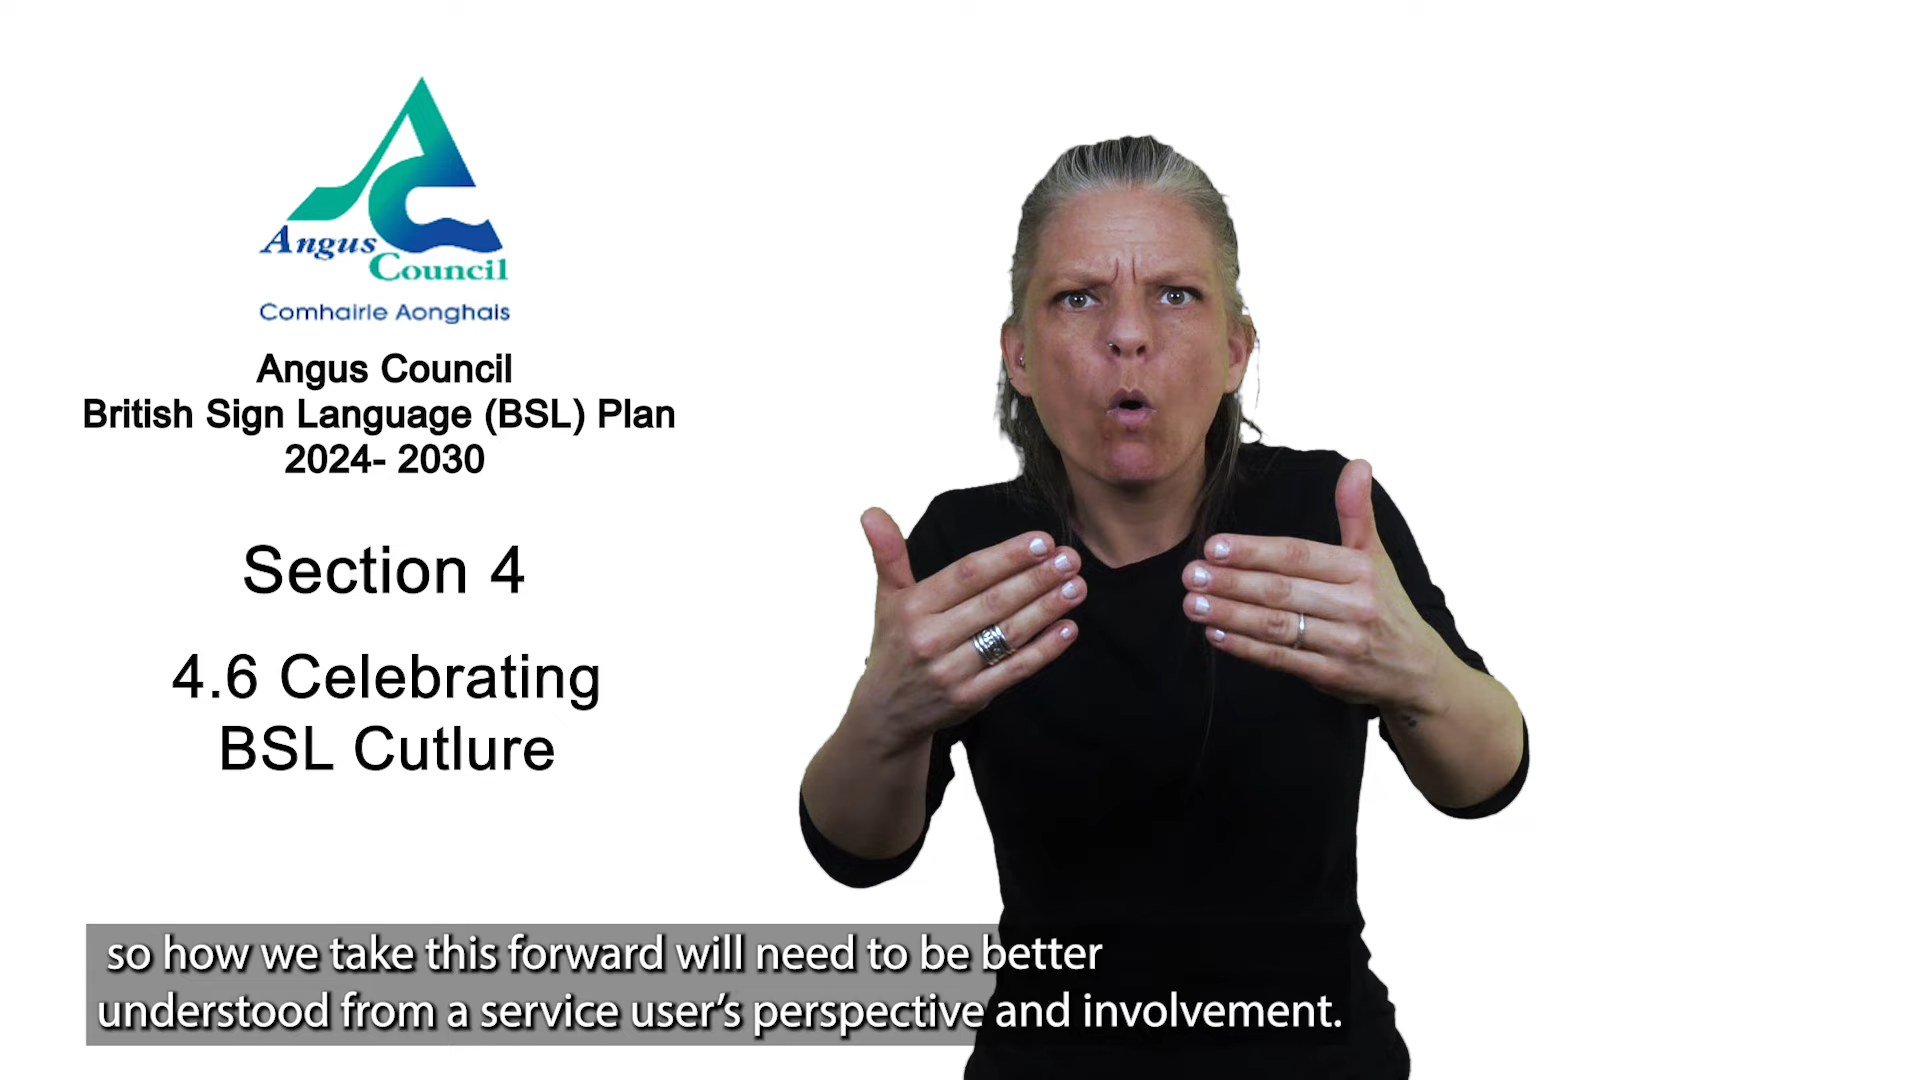 Angus
Council
Comhairle Aonghais
Angus Council
British Sign Language (BSL) Plan
2024- 2030
Section 4
4.6 Celebrating
BSL Cutlure
so how we take this forward will need to be better
understood from a service user’s perspective and involvement.